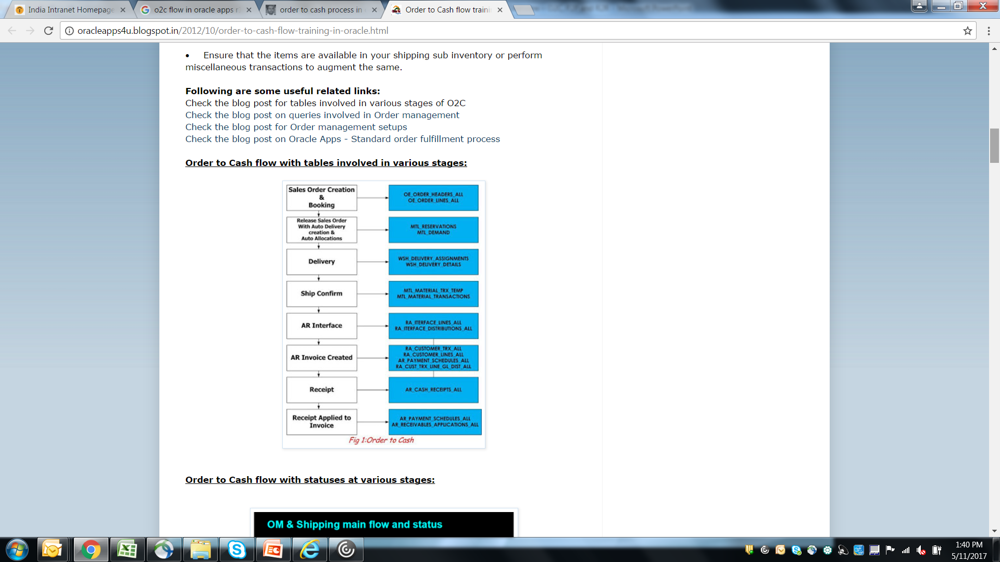 India Intranet Homepage
o2c flow in oracle apps r
order to cash process in
Order to Cash flow traini
oracleapps4u.blogspot.in/2012/10/order-to-cash-flow-training-in-oracle.html
• Ensure that the items are available in your shipping sub inventory or perform
miscellaneous transactions to augment the same.
Following are some useful related links:
Check the blog post for tables involved in various stages of O2C
Check the blog post on queries involved in Order management
Check the blog post for Order management setups
Check the blog post on Oracle Apps - Standard order fulfillment process
Order to Cash flow with tables involved in various stages:
Sales Order Creation
&
Booking
OE_ORDER_HEADERS_ALL
OE_ORDER_LINES_ALL
Release Sales Order
With Auto Delivery
creation &
Auto Allocations
MTL_RESERVATIONS
MTL_DEMAND
Delivery
WSH_DELIVERY_ASSIGNMENTS
WSH_DELIVERY_DETAILS
Ship Confirm
MTL_MATERIAL_TRX_TEMP
MTL_MATERIAL_TRANSACTIONS
AR Interface
RA_ITERFACE_LINES_ALL
RA_ITERFACE_DISTRIBUTIONS_ALL
AR Invoice Created
RA_CUSTOMER_TRX_ALL
RA_CUSTOMER_LINES_ALL
AR_PAYMENT_SCHEDULES_ALL
RA_CUST_TRX_LINE_GL_DIST_ALL
Receipt
AR_CASH_RECEIPTS_ALL
Receipt Applied to
Invoice
AR_PAYMENT_SCHEDULES_ALL
AR_RECEIVABLES_APPLICATIONS_ALL
Fig 1:Order to Cash
Order to Cash flow with statuses at various stages:
OM & Shipping main flow and status
1:40 PM
5/11/2017